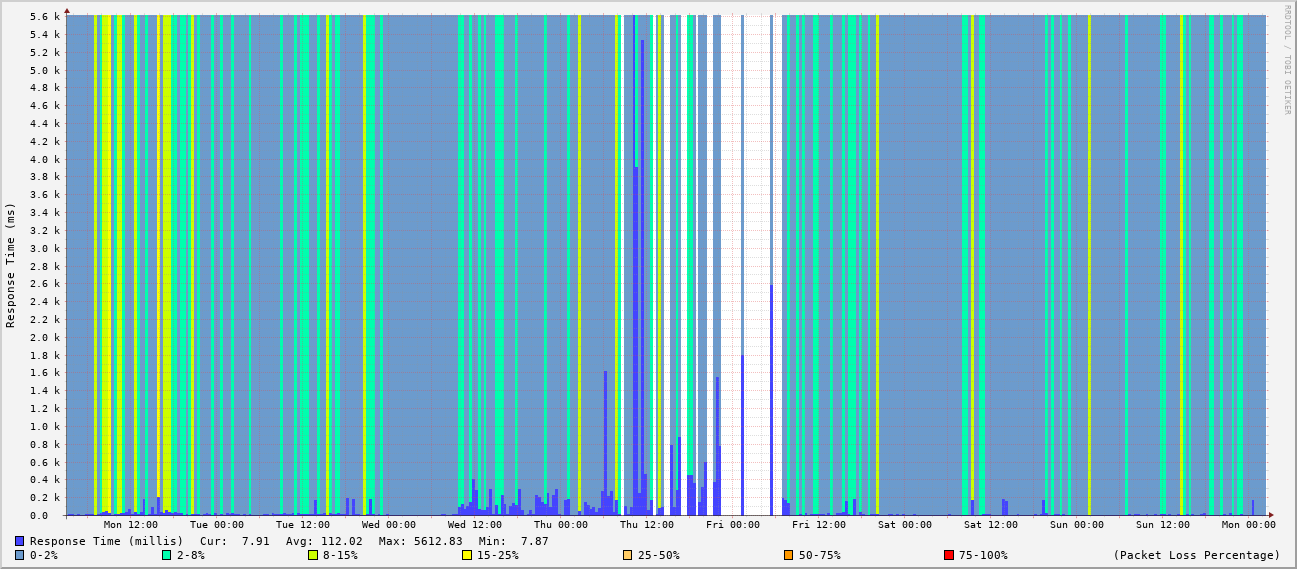 RRDTOOL / TOBI OETIKER
Response Time (ms)
5.6 k
5.4 k
5.2 k
5.0 k
4.8 k
4.6 k
4.4 k
4.2 k
4.0 k
3.8 k
3.6 k
3.4 k
3.2 k
3.0 k
2.8 k
2.6 k
2.4 k
2.2 k
2.0 k
1.8 k
1.6 k
1.4 k
1.2 k
1.0 k
0.8 k
0.6 k
0.4 k
0.2 k
0.0
Mon 12:00 Tue 00:00 Tue 12:00 Wed 00:00 Wed 12:00 Thu 00:00 Thu 12:00 Fri 00:00 Fri 12:00 Sat 00:00 Sat 12:00 Sun 00:00 Sun 12:00 Mon 00:00
Response Time (millis) Cur: 7.91 Avg: 112.02 Max: 5612.83 Min: 7.87
0-2% 2-8% 8-15% 15-25% 25-50% 50-75% 75-100% (Packet Loss Percentage)